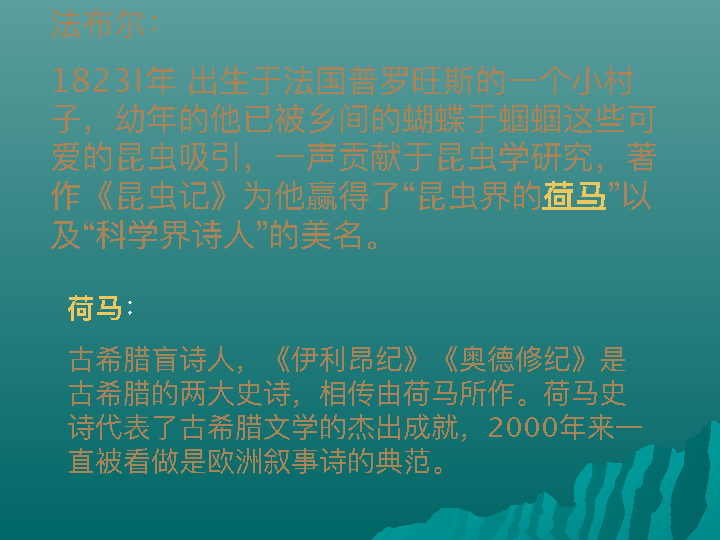 法布尔：
1823l年 出生于法国普罗旺斯的一个小村
子，幼年的他已被乡间的蝴蝶于蝈蝈这些可
爱的昆虫吸引，一声贡献于昆虫学研究，著
作《昆虫记》为他赢得了“昆虫界的荷马”以
及“科学界诗人”的美名。
荷马：
古希腊盲诗人，《伊利昂纪》《奥德修纪》是
古希腊的两大史诗，相传由荷马所作。荷马史
诗代表了古希腊文学的杰出成就，2000年来一
直被看做是欧洲叙事诗的典范。